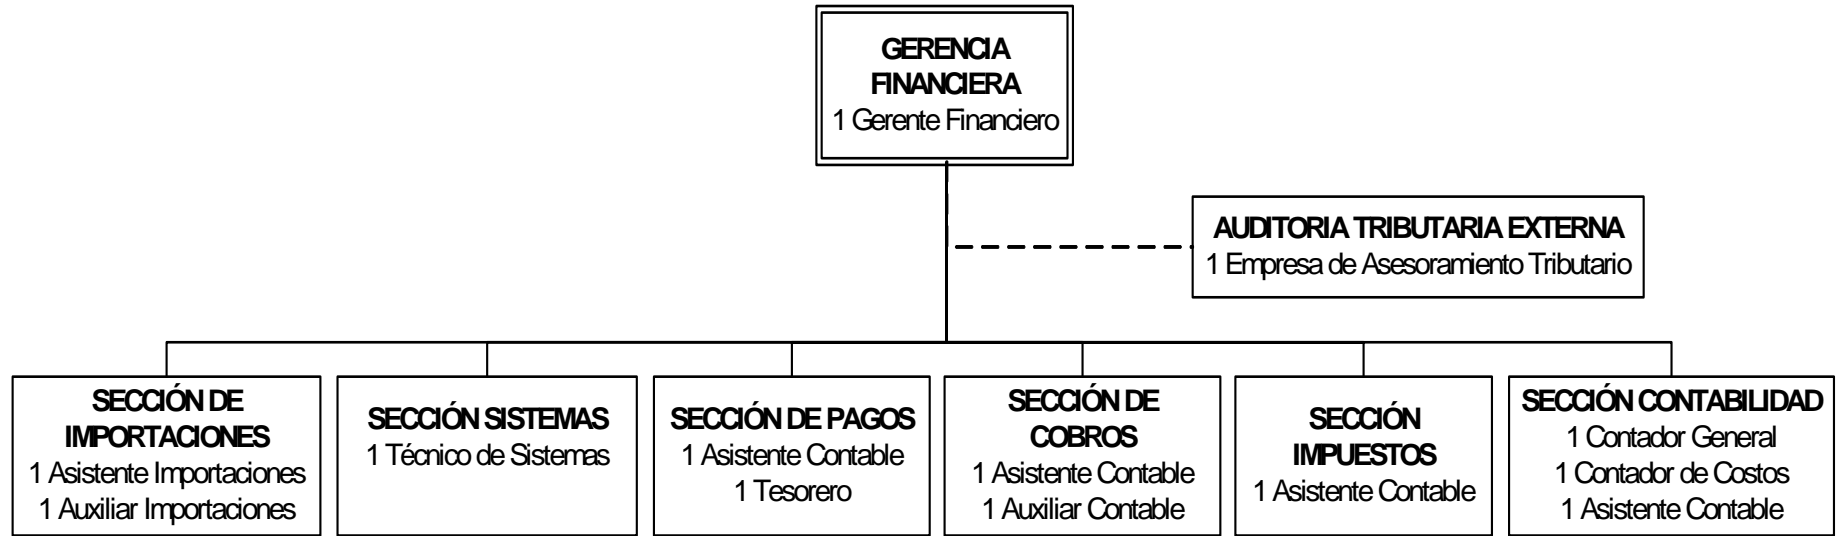 GERENCIA
FINANCIERA
1 Gerente Financiero
AUDITORIA TRIBUTARIA EXTERNA
1 Empresa de Asesoramiento Tributario
SECCIÓN DE
IMPORTACIONES
1 Asistente Importaciones
1 Auxiliar Importaciones
SECCIÓN SISTEMAS
1 Técnico de Sistemas
SECCIÓN DE PAGOS
1 Asistente Contable
1 Tesorero
SECCIÓN DE
COBROS
1 Asistente Contable
1 Auxiliar Contable
SECCIÓN
IMPUESTOS
1 Asistente Contable
SECCIÓN CONTABILIDAD
1 Contador General
1 Contador de Costos
1 Asistente Contable